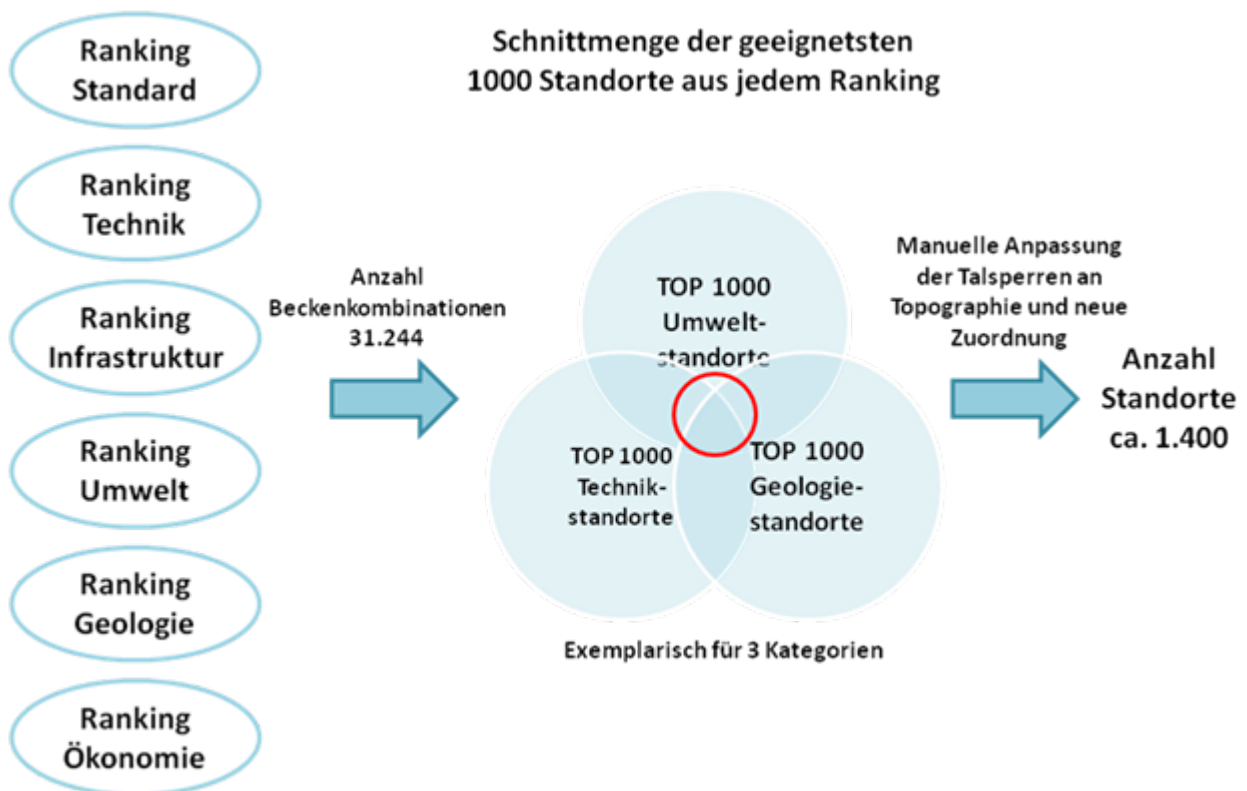 Ranking
Standard
Ranking
Technik
Ranking
Infrastruktur
Ranking
Umwelt
Ranking
Geologie
Ranking
Ökonomie
Anzahl
Beckenkombinationen
31.244
Schnittmenge der geeignetsten
1000 Standorte aus jedem Ranking
TOP 1000
Umwelt-
standorte
TOP 1000
Technik-
standorte
TOP 1000
Geologie-
standorte
Exemplarisch für 3 Kategorien
Manuelle Anpassung
der Talsperren an
Topographie und neue
Zuordnung
Anzahl
Standorte
ca. 1.400